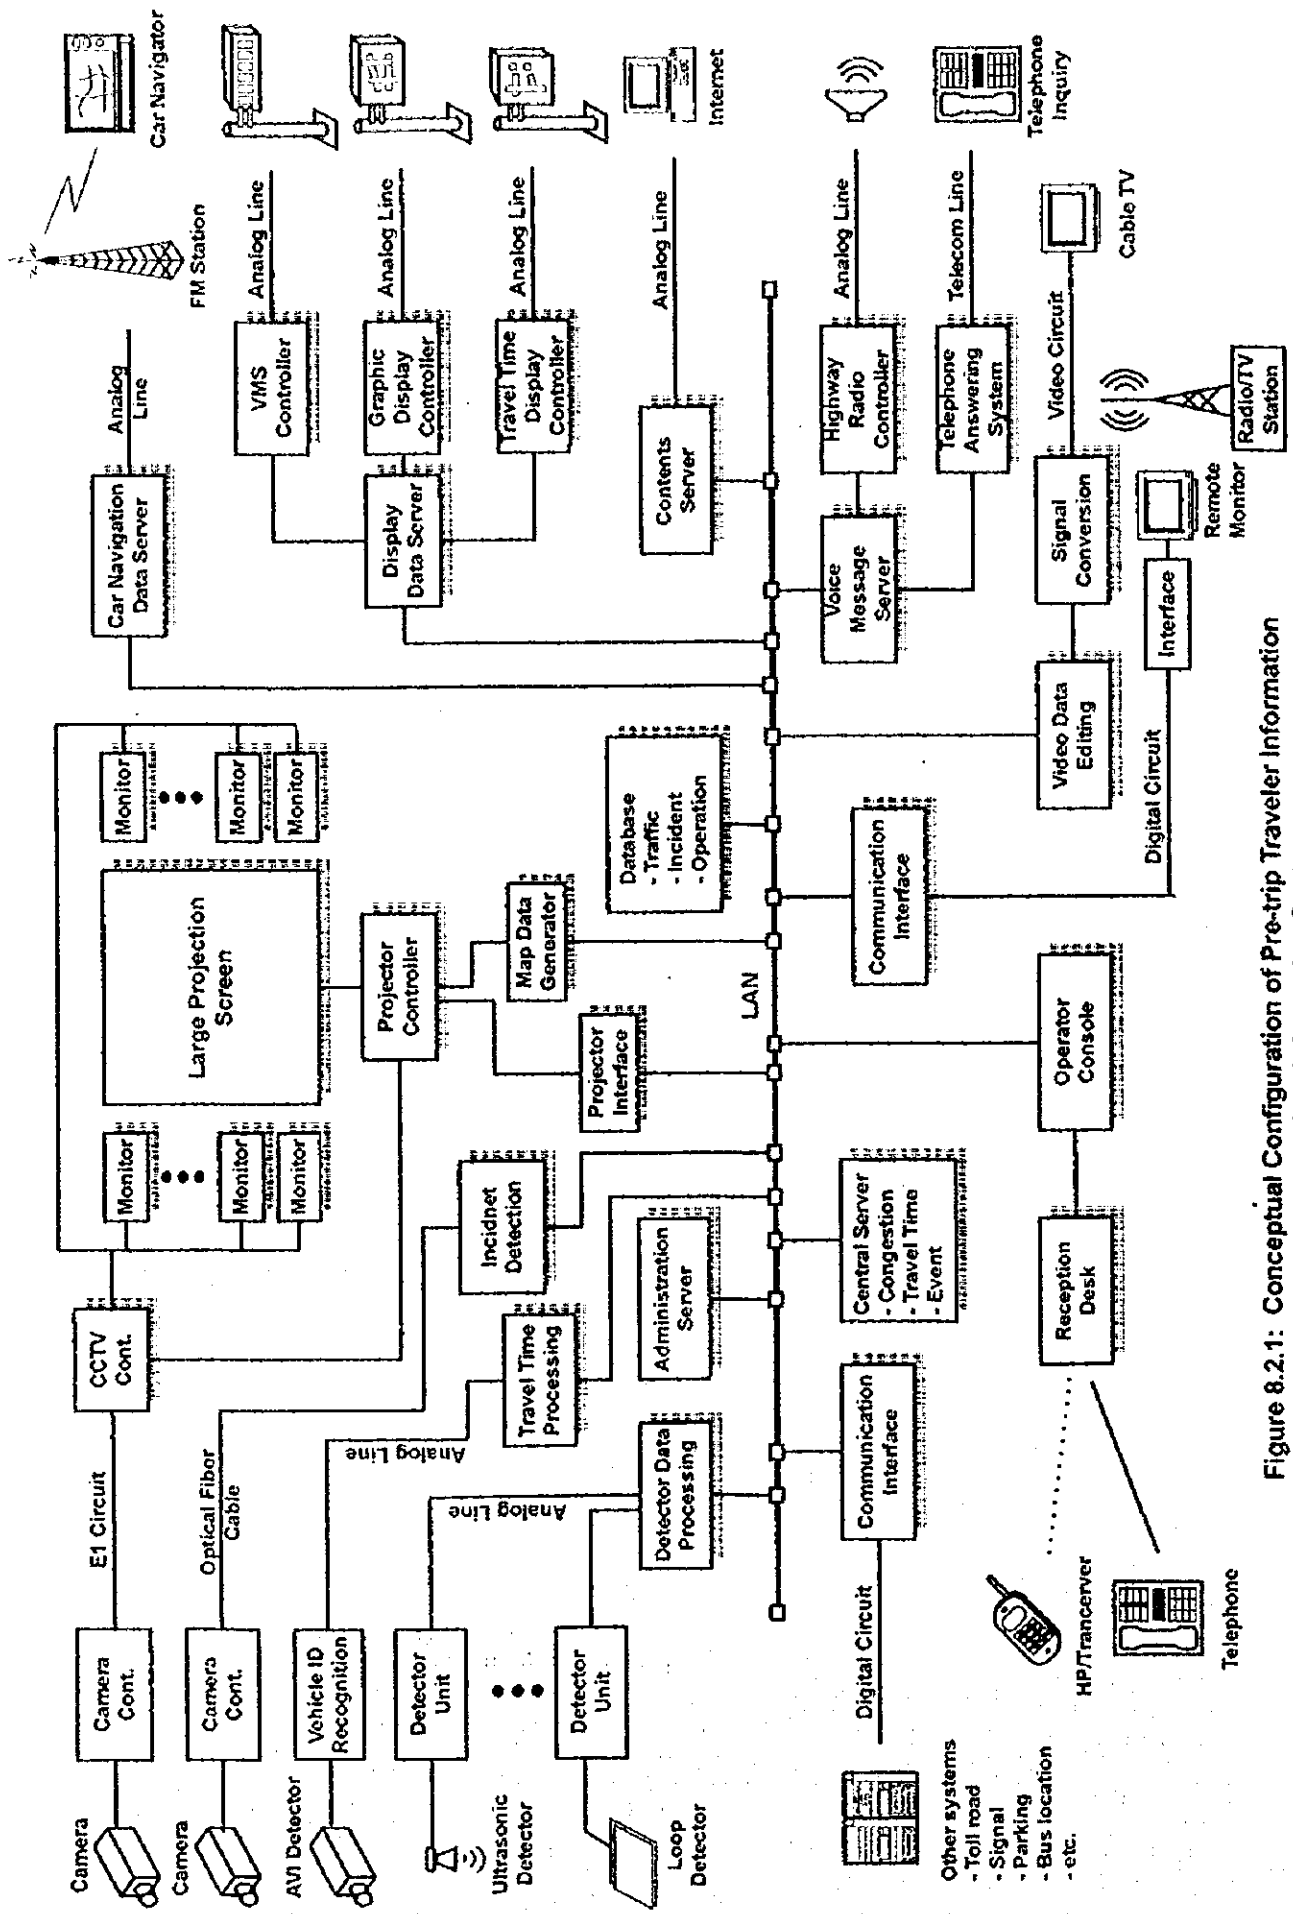 Camera
Camera
AVI Detector
Ultrasonic
Detector
Loop
Detector
Camera
Cont.
Camera
Cont.
Vehicle ID
Recognition
Detector
Unit
Detector
Unit
E1 Circuit
Optical Fiber
Cable
Analog Line
Analog Line
CCTV
Cont.
Monitor
Monitor
Monitor
Large Projection
Screen
Monitor
Monitor
Monitor
Projector
Controller
Incidnet
Detection
Travel Time
Processing
Map Data
Generator
Projector
Interface
Detector Data
Processing
Administration
Server
Database
- Traffic
- Incident
- Operation
LAN
Car Navigation
Data Server
Analog
Line
FM Station
Car Navigator
VMS
Controller
Analog Line
Graphic
Display
Controller
Analog Line
Travel Time
Display
Controller
Analog Line
Display
Data Server
Contents
Server
Analog Line
Internet
Voice
Message
Server
Highway
Radio
Controller
Analog Line
Telephone
Answering
System
Telecom Line
Telephone
Inquiry
Other systems
- Toll road
- Signal
- Parking
- Bus location
- etc.
Digital Circuit
Communication
Interface
Central Server
- Congestion
- Travel Time
- Event
Communication
Interface
Video Data
Editing
Signal
Conversion
Video Circuit
Cable TV
HP/Trancerver
Telephone
Reception
Desk
Operator
Console
Digital Circuit
Interface
Remote
Monitor
Radio/TV
Station
Figure 8.2.1: Conceptual Configuration of Pre-trip Traveler Information